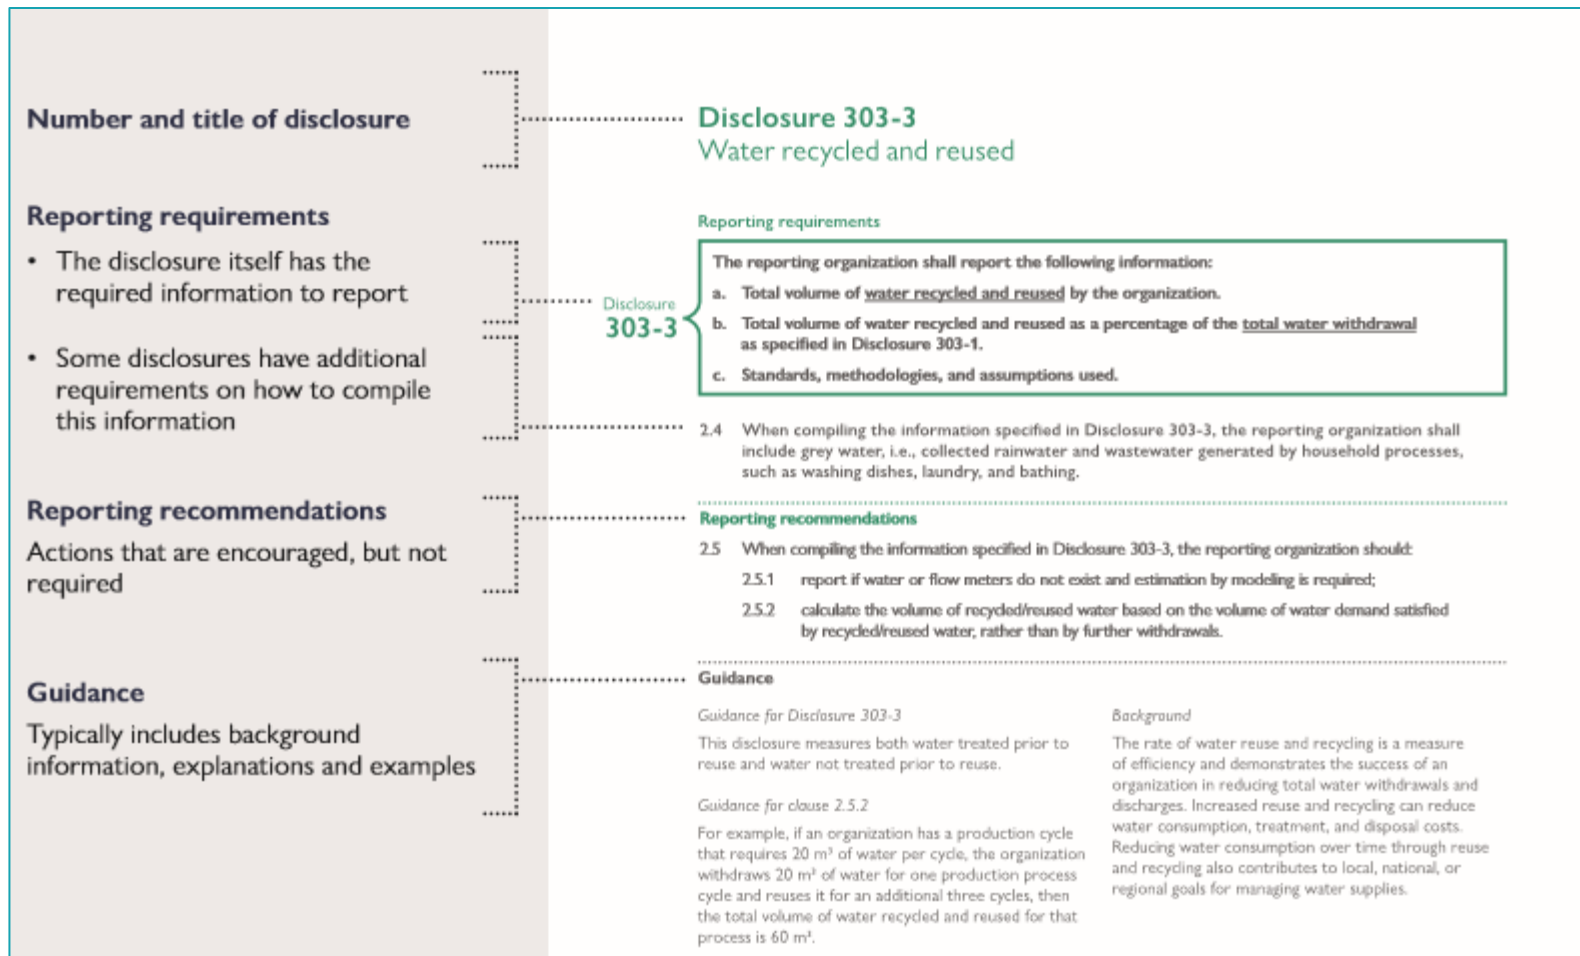 Number and title of disclosure
Reporting requirements
• The disclosure itself has the
required information to report
• Some disclosures have additional
requirements on how to compile
this information
Reporting recommendations
Actions that are encouraged, but not
required
Guidance
Typically includes background
information, explanations and examples
Disclosure 303-3
Water recycled and reused
Reporting requirements
Disclosure
303-3
The reporting organization shall report the following information:
a. Total volume of water recycled and reused by the organization.
b. Total volume of water recycled and reused as a percentage of the total water withdrawal
as specified in Disclosure 303-1.
c. Standards, methodologies, and assumptions used.
2.4 When compiling the information specified in Disclosure 303-3, the reporting organization shall
include grey water, i.e., collected rainwater and wastewater generated by household processes,
such as washing dishes, laundry, and bathing.
Reporting recommendations
2.5 When compiling the information specified in Disclosure 303-3, the reporting organization should:
2.5.1 report if water or flow meters do not exist and estimation by modeling is required;
2.5.2 calculate the volume of recycled/reused water based on the volume of water demand satisfied
by recycled/reused water, rather than by further withdrawals.
Guidance
Guidance for Disclosure 303-3
This disclosure measures both water treated prior to
reuse and water not treated prior to reuse.
Guidance for clause 2.5.2
For example, if an organization has a production cycle
that requires 20 m³ of water per cycle, the organization
withdraws 20 m³ of water for one production process
cycle and reuses it for an additional three cycles, then
the total volume of water recycled and reused for that
process is 60 m³.
Background
The rate of water reuse and recycling is a measure
of efficiency and demonstrates the success of an
organization in reducing total water withdrawals and
discharges. Increased reuse and recycling can reduce
water consumption, treatment, and disposal costs.
Reducing water consumption over time through reuse
and recycling also contributes to local, national, or
regional goals for managing water supplies.